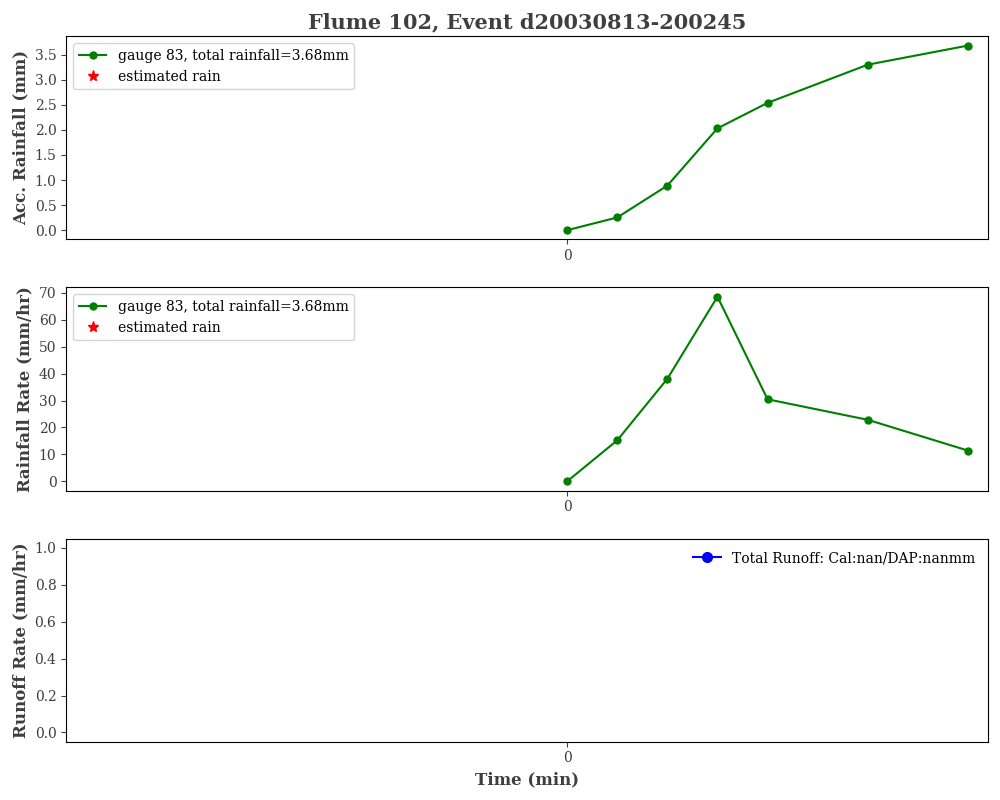 Flume 102, Event d20030813-200245
Acc. Rainfall (mm)
3.5
3.0
2.5
2.0
1.5
1.0
0.5
0.0
gauge 83, total rainfall=3.68mm
estimated rain
0
Rainfall Rate (mm/hr)
70
60
50
40
30
20
10
0
gauge 83, total rainfall=3.68mm
estimated rain
0
Runoff Rate (mm/hr)
1.0
0.8
0.6
0.4
0.2
0.0
Total Runoff: Cal:nan/DAP:nanmm
0
Time (min)